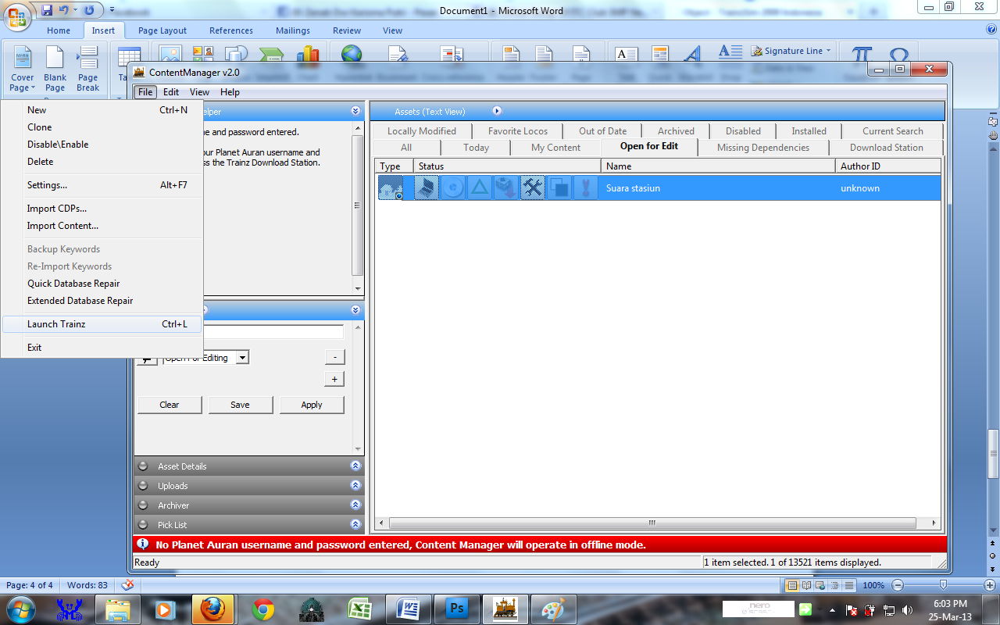 Document1 - Microsoft Word
Home Insert Page Layout References Mailings Review View
Cover Page
Blank Page
Page Break
Signature Line
ContentManager v2.0
File Edit View Help
New Ctrl+N
Clone
Disable\Enable
Delete
Settings... Alt+F7
Import CDPs...
Import Content...
Backup Keywords
Re-Import Keywords
Quick Database Repair
Extended Database Repair
Launch Trainz Ctrl+L
Exit
elper
e and password entered.
our Planet Auran username and
ss the Trainz Download Station.
Open For Editing
-
+
Clear Save Apply
Asset Details
Uploads
Archiver
Pick List
Assets (Text View)
Locally Modified Favorite Locos Out of Date Archived Disabled Installed Current Search
All Today My Content Open for Edit Missing Dependencies Download Station
Type Status Name Author ID
Suara stasiun unknown
No Planet Auran username and password entered, Content Manager will operate in offline mode.
Ready 1 item selected. 1 of 13521 items displayed.
Page: 4 of 4 Words: 83 100%
nero
6:03 PM
25-Mar-13